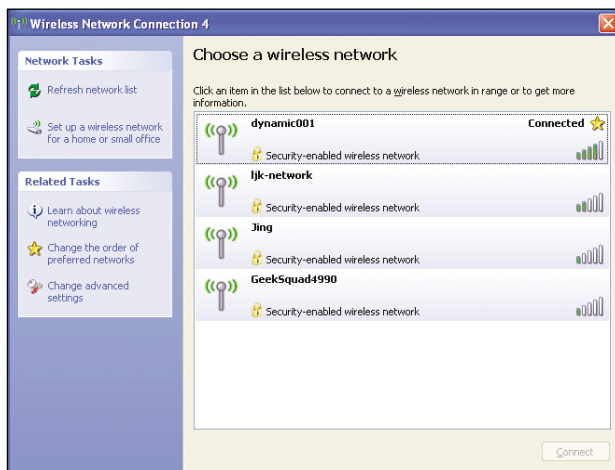 Wireless Network Connection 4
Network Tasks
Refresh network list
Set up a wireless network
for a home or small office
Related Tasks
Learn about wireless
networking
Change the order of
preferred networks
Change advanced
settings
Choose a wireless network
Click an item in the list below to connect to a wireless network in range or to get more
information.
dynamic001 Connected
Security-enabled wireless network
ljk-network
Security-enabled wireless network
Jing
Security-enabled wireless network
GeekSquad4990
Security-enabled wireless network
Connect